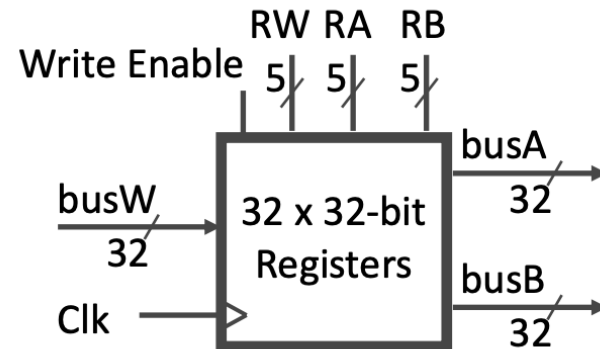 RW RA RB
Write Enable
5 5 5
busA
32
busW
32
32 x 32-bit
Registers
busB
32
Clk